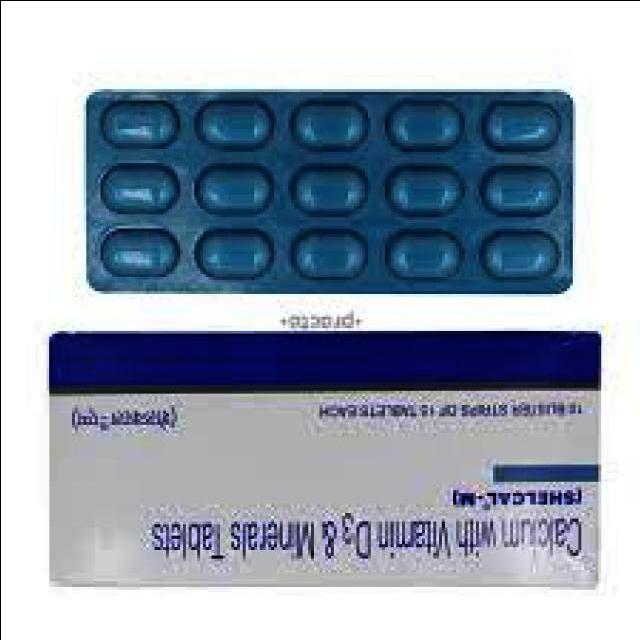 Calcium with Vitamin D3 & Minerals Tablets
(SHELCAL®-M)
10 BLISTER STRIPS OF 15 TABLETS EACH
•practo•